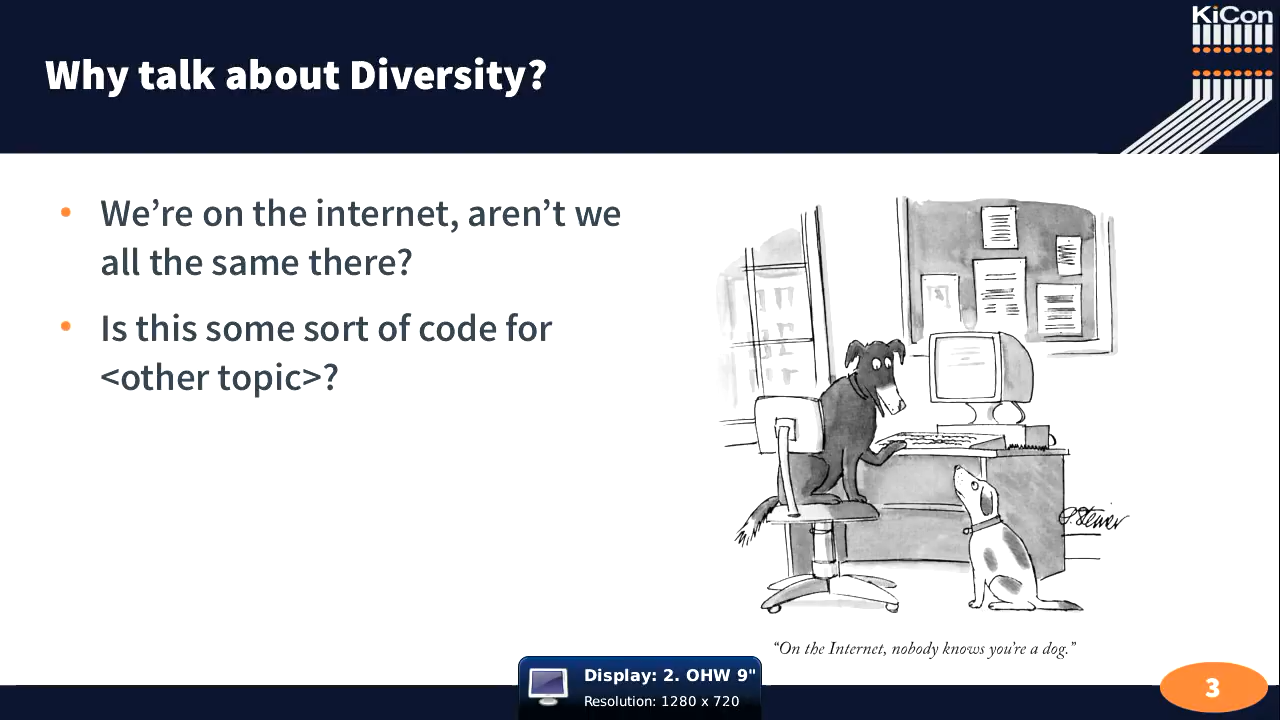 KiCon
Why talk about Diversity?
• We’re on the internet, aren’t we
all the same there?
• Is this some sort of code for
<other topic>?
P. Steiner
“On the Internet, nobody knows you’re a dog.”
Display: 2. OHW 9"
Resolution: 1280 x 720
3